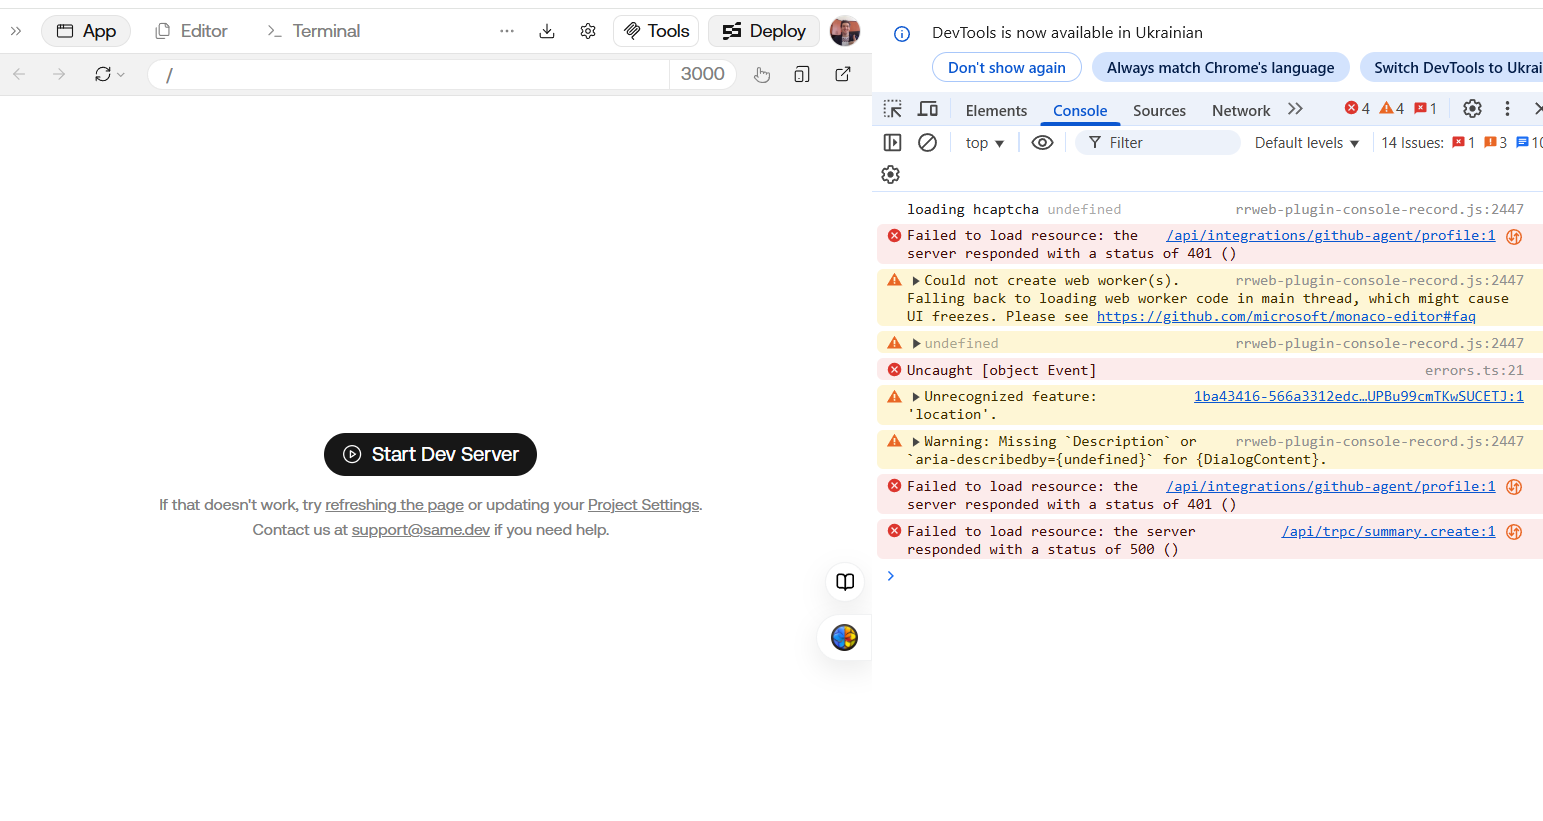 App
Editor
Terminal
Tools
Deploy
/
3000
Start Dev Server
If that doesn't work, try refreshing the page or updating your Project Settings.
Contact us at support@same.dev if you need help.
DevTools is now available in Ukrainian
Don't show again
Always match Chrome's language
Switch DevTools to Ukrai
Elements
Console
Sources
Network
4
4
1
top
Filter
Default levels
14 Issues:
1
3
10
loading hcaptcha undefined rrweb-plugin-console-record.js:2447
Failed to load resource: the /api/integrations/github-agent/profile:1
server responded with a status of 401 ()
Could not create web worker(s). rrweb-plugin-console-record.js:2447
Falling back to loading web worker code in main thread, which might cause
UI freezes. Please see https://github.com/microsoft/monaco-editor#faq
undefined rrweb-plugin-console-record.js:2447
Uncaught [object Event] errors.ts:21
Unrecognized feature: 1ba43416-566a3312edc…UPBu99cmTKwSUCETJ:1
'location'.
Warning: Missing `Description` or rrweb-plugin-console-record.js:2447
`aria-describedby={undefined}` for {DialogContent}.
Failed to load resource: the /api/integrations/github-agent/profile:1
server responded with a status of 401 ()
Failed to load resource: the server /api/trpc/summary.create:1
responded with a status of 500 ()